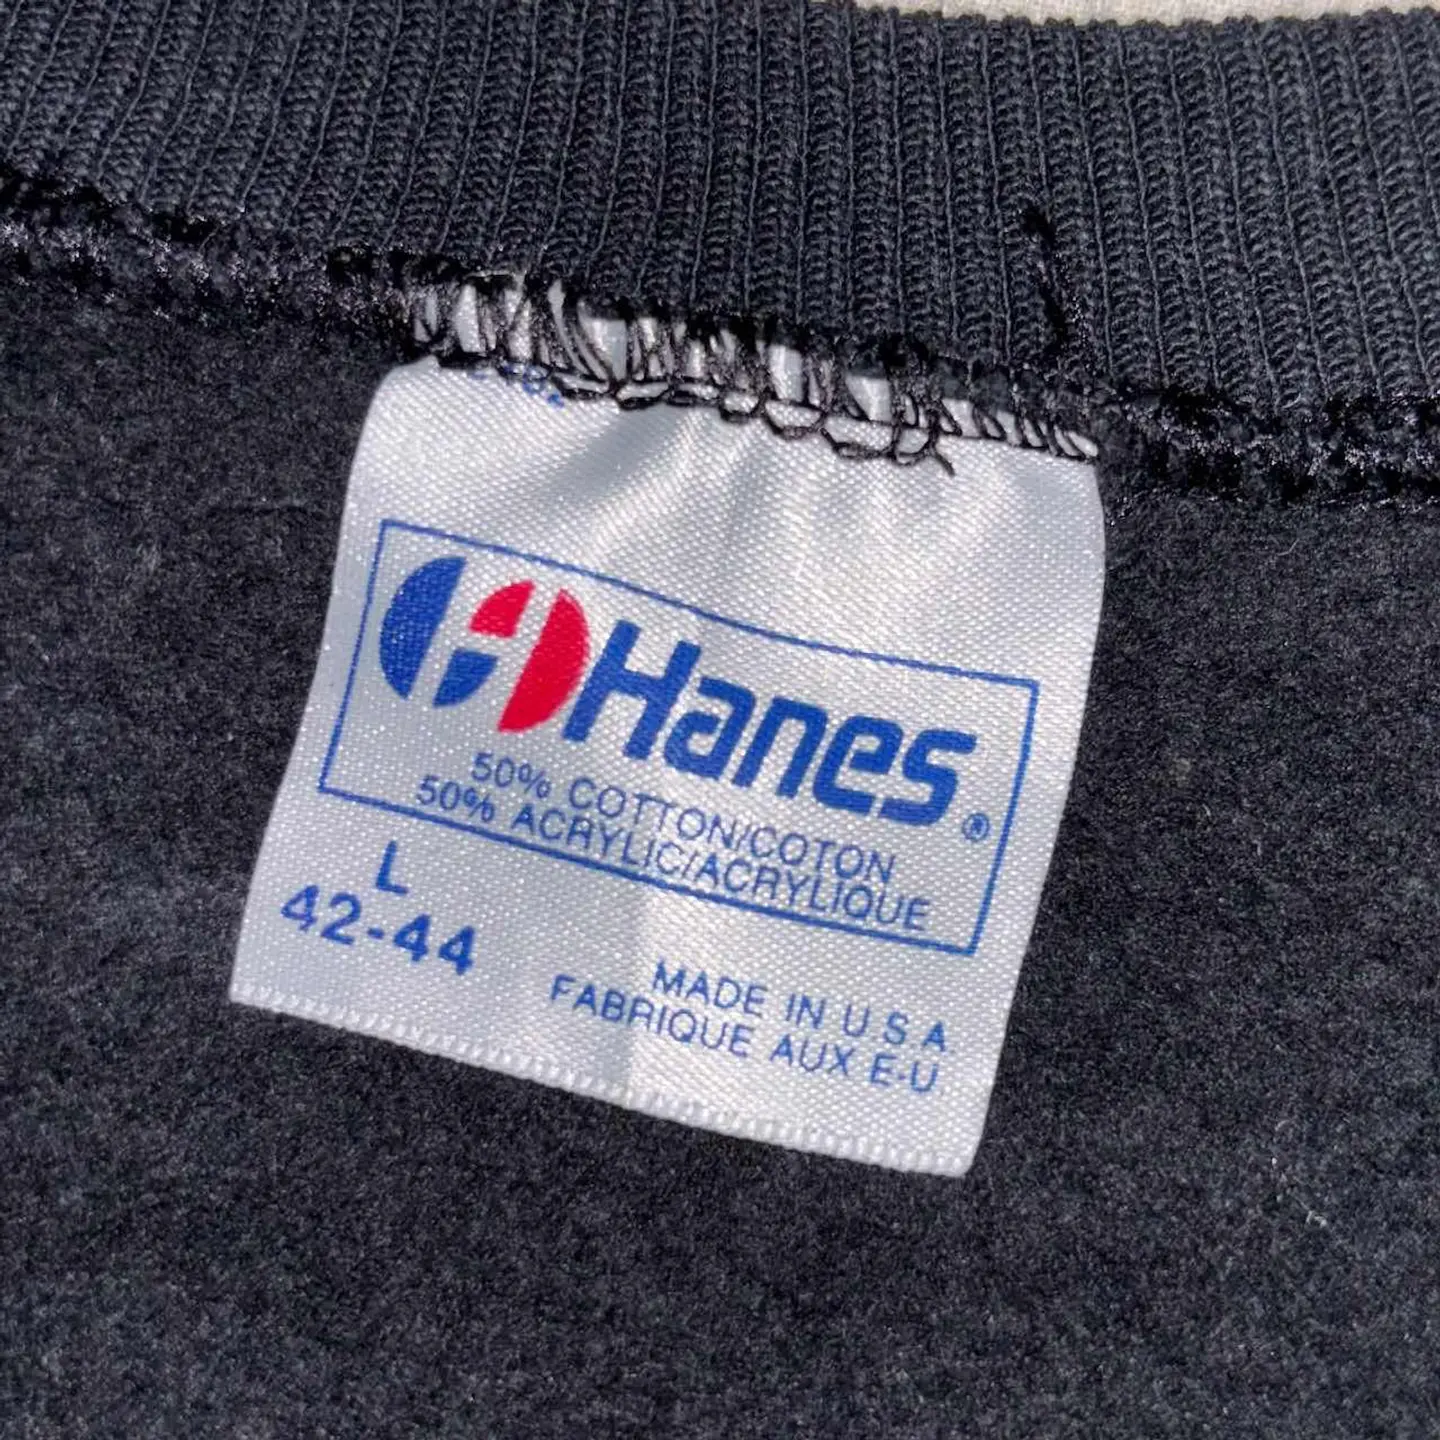 Hanes®
50% COTTON/COTON
50% ACRYLIC/ACRYLIQUE
L
42-44
MADE IN U S A.
FABRIQUE AUX E-U.